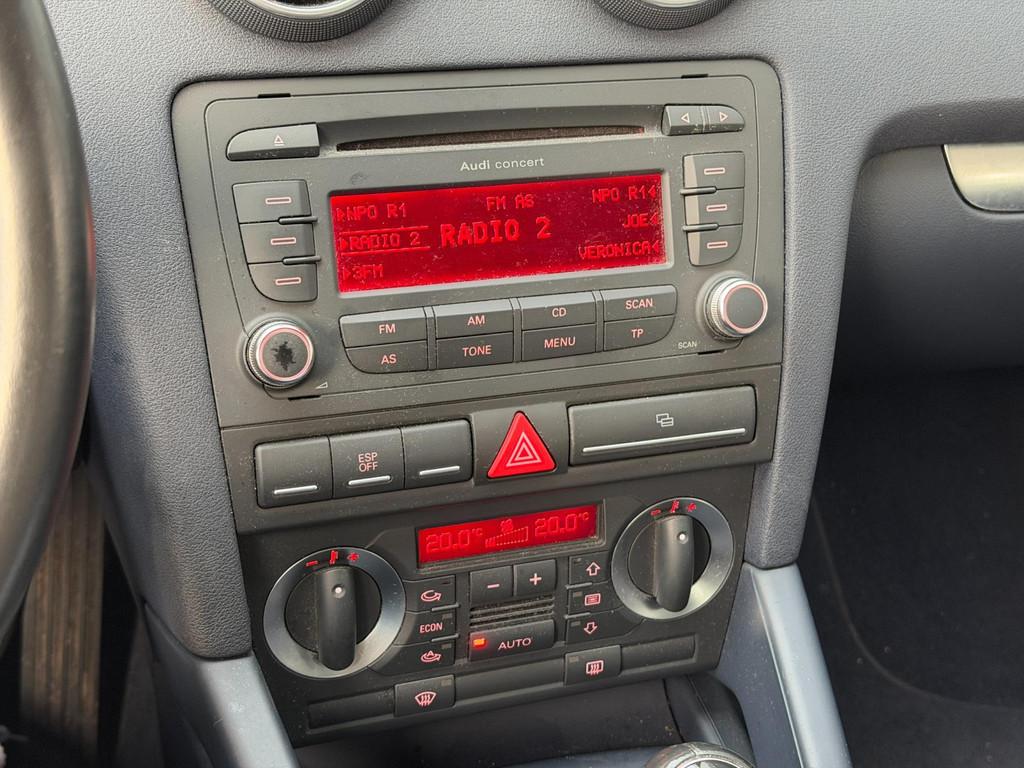 Audi concert
NPO R1 FM AS NPO R1
RADIO 2 RADIO 2 JOE
3FM VERONICA
FM AM CD SCAN
AS TONE MENU TP
SCAN
ESP
OFF
20.0°C 20.0°C
- +
ECON
AUTO